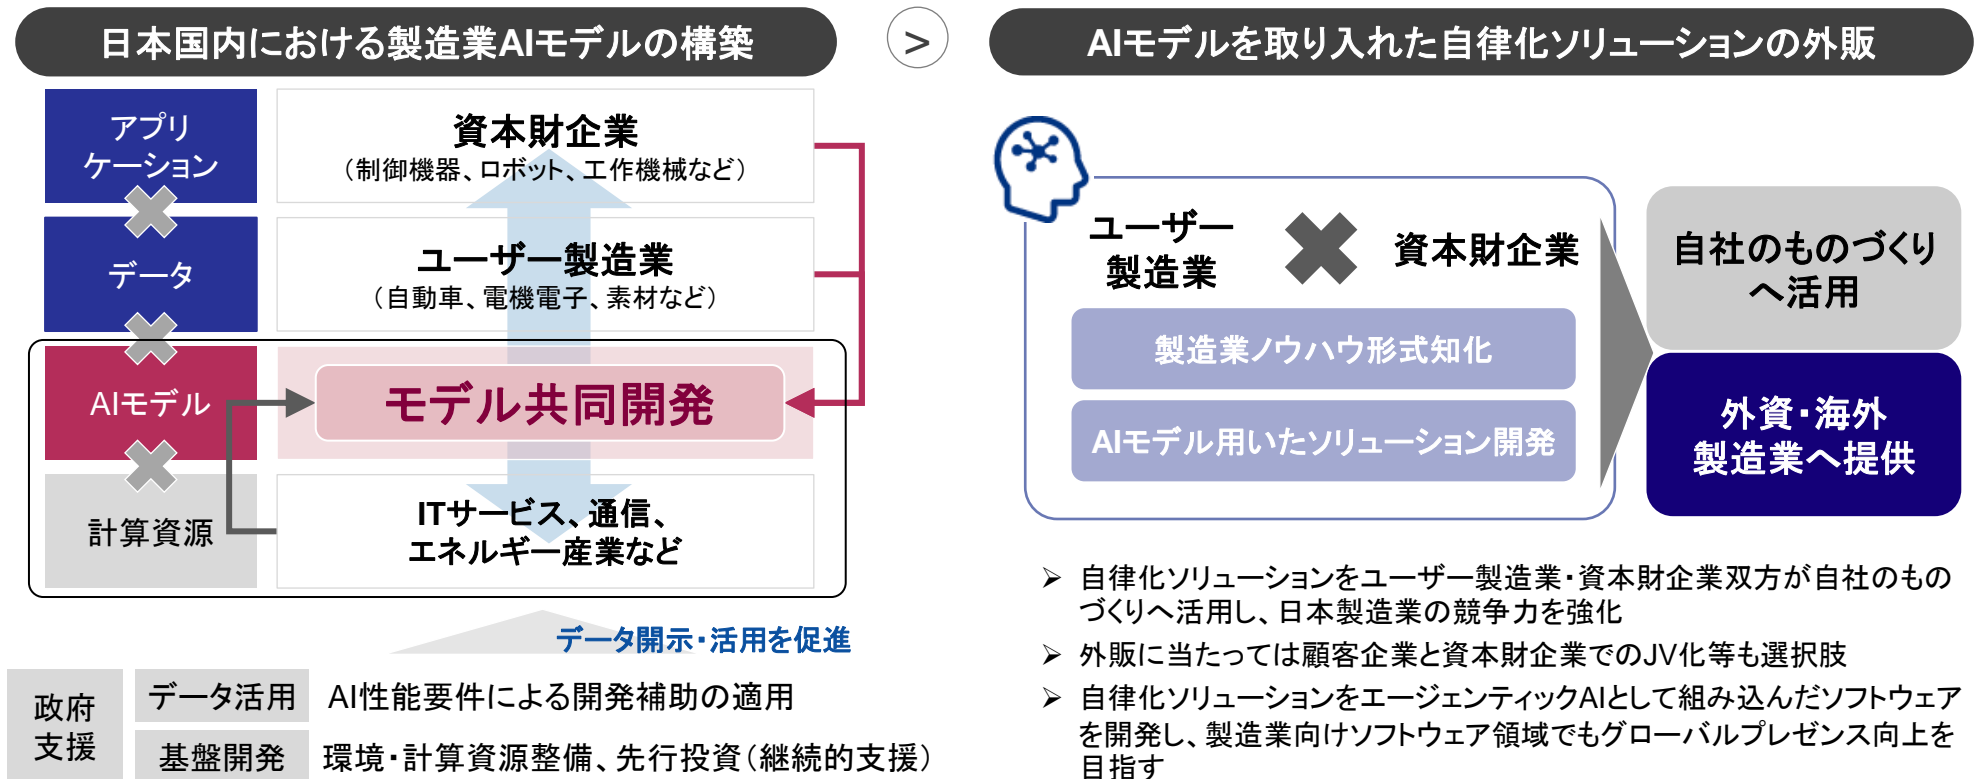 日本国内における製造業AIモデルの構築
>
AIモデルを取り入れた自律化ソリューションの外販
アプリ
ケーション
資本財企業
（制御機器、ロボット、工作機械など）
データ
ユーザー製造業
（自動車、電機電子、素材など）
AIモデル
モデル共同開発
計算資源
ITサービス、通信、
エネルギー産業など
データ開示・活用を促進
政府
支援
データ活用
AI性能要件による開発補助の適用
基盤開発
環境・計算資源整備、先行投資（継続的支援）
ユーザー
製造業
資本財企業
製造業ノウハウ形式知化
AIモデル用いたソリューション開発
自社のものづくり
へ活用
外資・海外
製造業へ提供
➢ 自律化ソリューションをユーザー製造業・資本財企業双方が自社のもの
づくりへ活用し、日本製造業の競争力を強化
➢ 外販に当たっては顧客企業と資本財企業でのJV化等も選択肢
➢ 自律化ソリューションをエージェンティックAIとして組み込んだソフトウェア
を開発し、製造業向けソフトウェア領域でもグローバルプレゼンス向上を
目指す